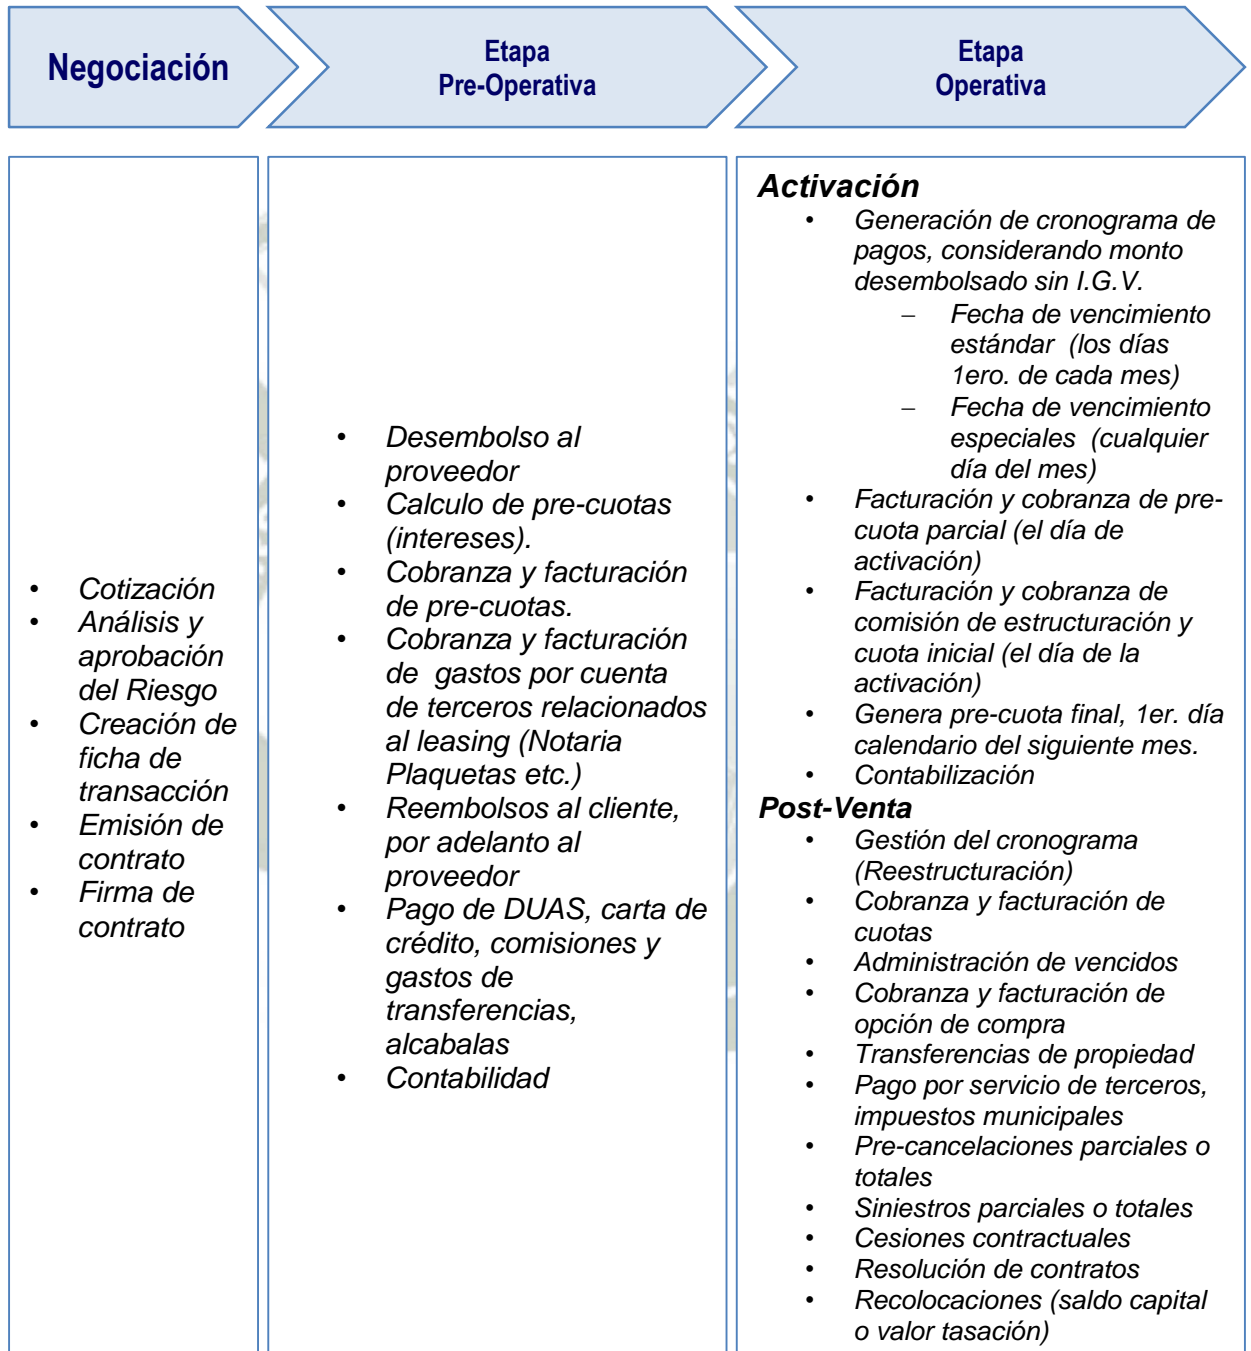 Negociación
Etapa
Pre-Operativa
Etapa
Operativa
• Cotización
• Análisis y
aprobación
del Riesgo
• Creación de
ficha de
transacción
• Emisión de
contrato
• Firma de
contrato
• Desembolso al
proveedor
• Calculo de pre-cuotas
(intereses).
• Cobranza y facturación
de pre-cuotas.
• Cobranza y facturación
de gastos por cuenta
de terceros relacionados
al leasing (Notaria
Plaquetas etc.)
• Reembolsos al cliente,
por adelanto al
proveedor
• Pago de DUAS, carta de
crédito, comisiones y
gastos de
transferencias,
alcabalas
• Contabilidad
Activación
• Generación de cronograma de
pagos, considerando monto
desembolsado sin I.G.V.
– Fecha de vencimiento
estándar (los días
1ero. de cada mes)
– Fecha de vencimiento
especiales (cualquier
día del mes)
• Facturación y cobranza de pre-
cuota parcial (el día de
activación)
• Facturación y cobranza de
comisión de estructuración y
cuota inicial (el día de la
activación)
• Genera pre-cuota final, 1er. día
calendario del siguiente mes.
• Contabilización
Post-Venta
• Gestión del cronograma
(Reestructuración)
• Cobranza y facturación de
cuotas
• Administración de vencidos
• Cobranza y facturación de
opción de compra
• Transferencias de propiedad
• Pago por servicio de terceros,
impuestos municipales
• Pre-cancelaciones parciales o
totales
• Siniestros parciales o totales
• Cesiones contractuales
• Resolución de contratos
• Recolocaciones (saldo capital
o valor tasación)